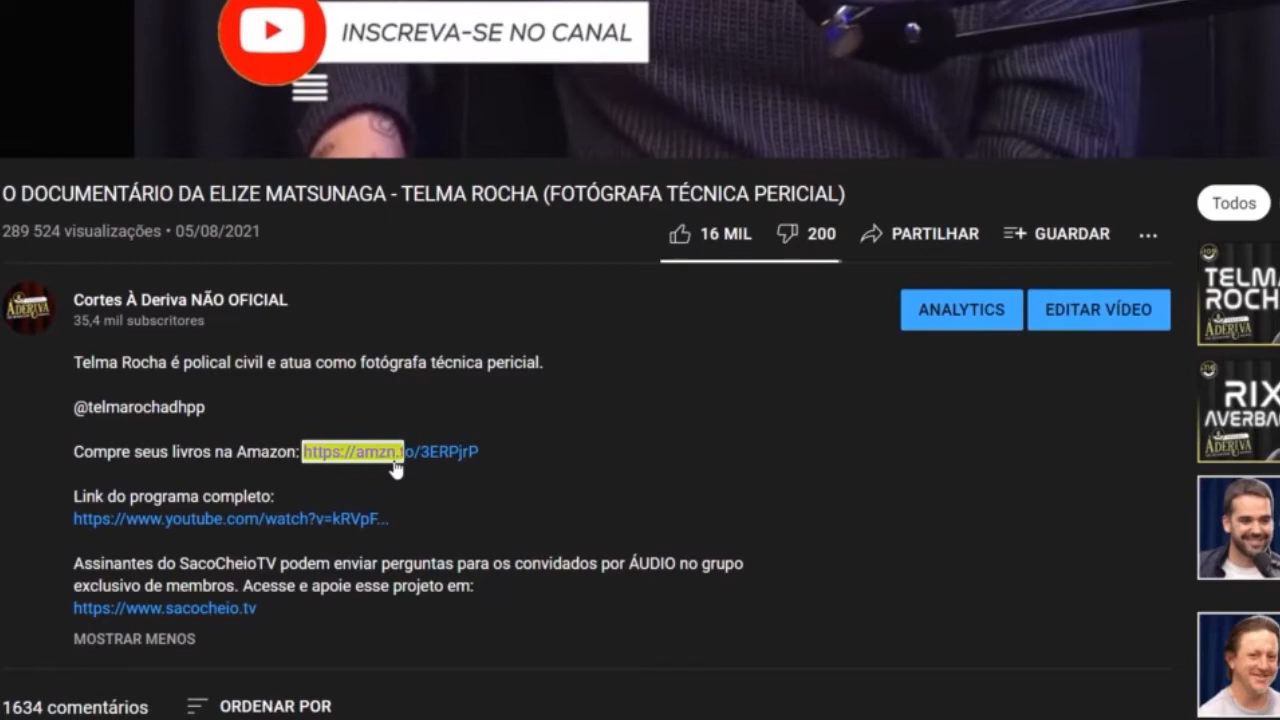 INSCREVA-SE NO CANAL
O DOCUMENTÁRIO DA ELIZE MATSUNAGA - TELMA ROCHA (FOTÓGRAFA TÉCNICA PERICIAL)
289 524 visualizações • 05/08/2021
16 MIL 200 PARTILHAR GUARDAR
Todos
Cortes À Deriva NÃO OFICIAL
35,4 mil subscritores
ANALYTICS EDITAR VÍDEO
TELMA
ROCHA
ADERIVA
ADERIVA
Telma Rocha é polical civil e atua como fotógrafa técnica pericial.
@telmarochadhpp
RIX
AVERBA
ADERIVA
Compre seus livros na Amazon: https://amzn.to/3ERPjrP
Link do programa completo:
https://www.youtube.com/watch?v=kRVpF...
Assinantes do SacoCheioTV podem enviar perguntas para os convidados por ÁUDIO no grupo
exclusivo de membros. Acesse e apoie esse projeto em:
https://www.sacocheio.tv
MOSTRAR MENOS
1634 comentários ORDENAR POR